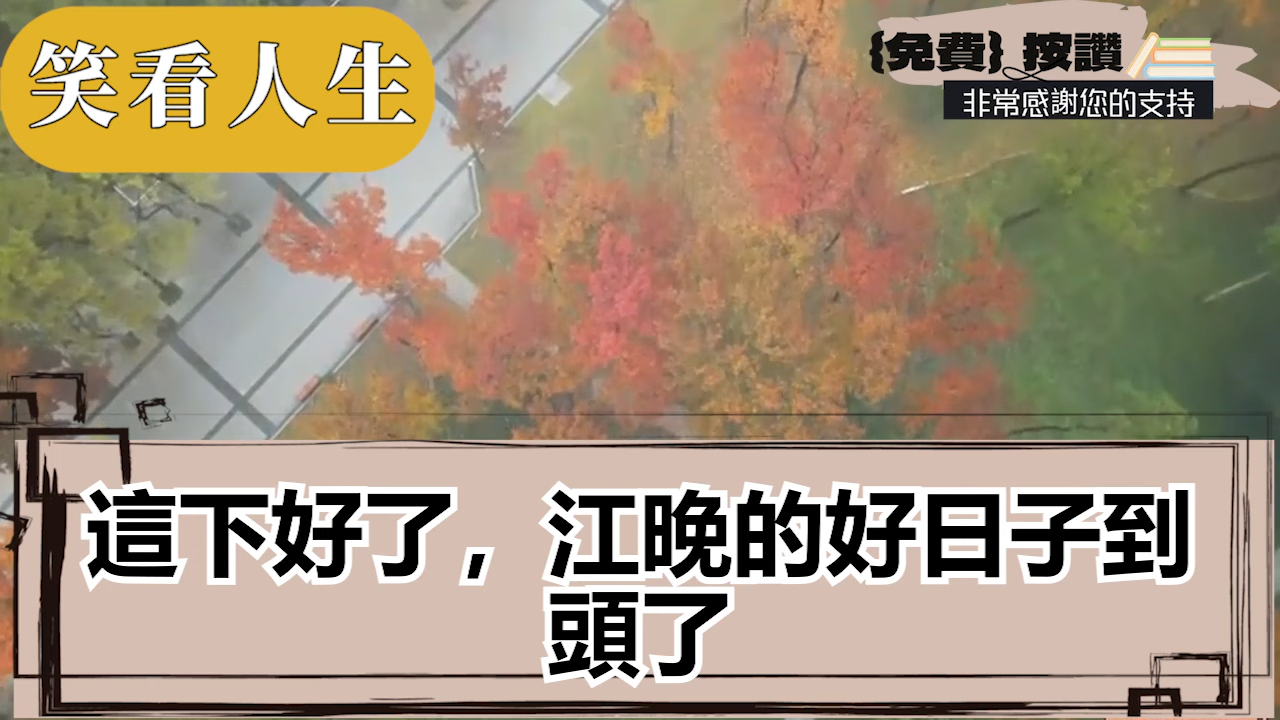 笑看人生
{免費} 按讚
非常感謝您的支持
這下好了，江晚的好日子到
頭了